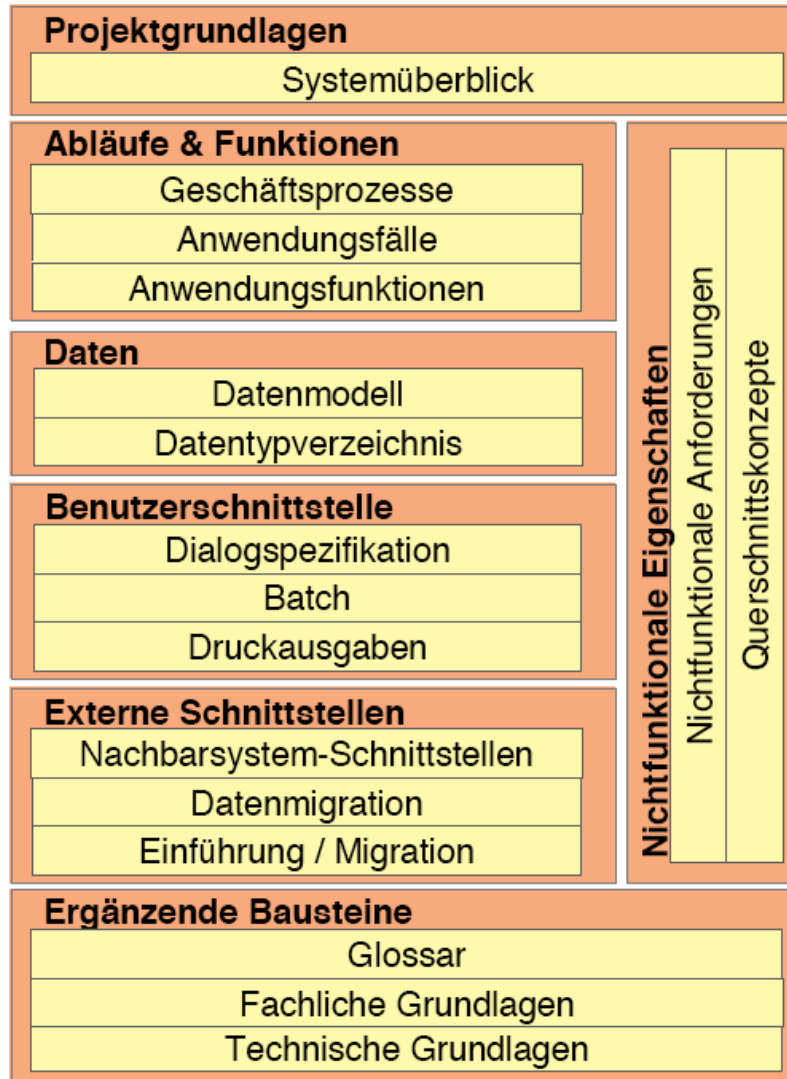 Projektgrundlagen
Systemüberblick
Abläufe & Funktionen
Geschäftsprozesse
Anwendungsfälle
Anwendungsfunktionen
Daten
Datenmodell
Datentypverzeichnis
Benutzerschnittstelle
Dialogspezifikation
Batch
Druckausgaben
Externe Schnittstellen
Nachbarsystem-Schnittstellen
Datenmigration
Einführung / Migration
Nichtfunktionale Eigenschaften
Nichtfunktionale Anforderungen
Querschnittskonzepte
Ergänzende Bausteine
Glossar
Fachliche Grundlagen
Technische Grundlagen